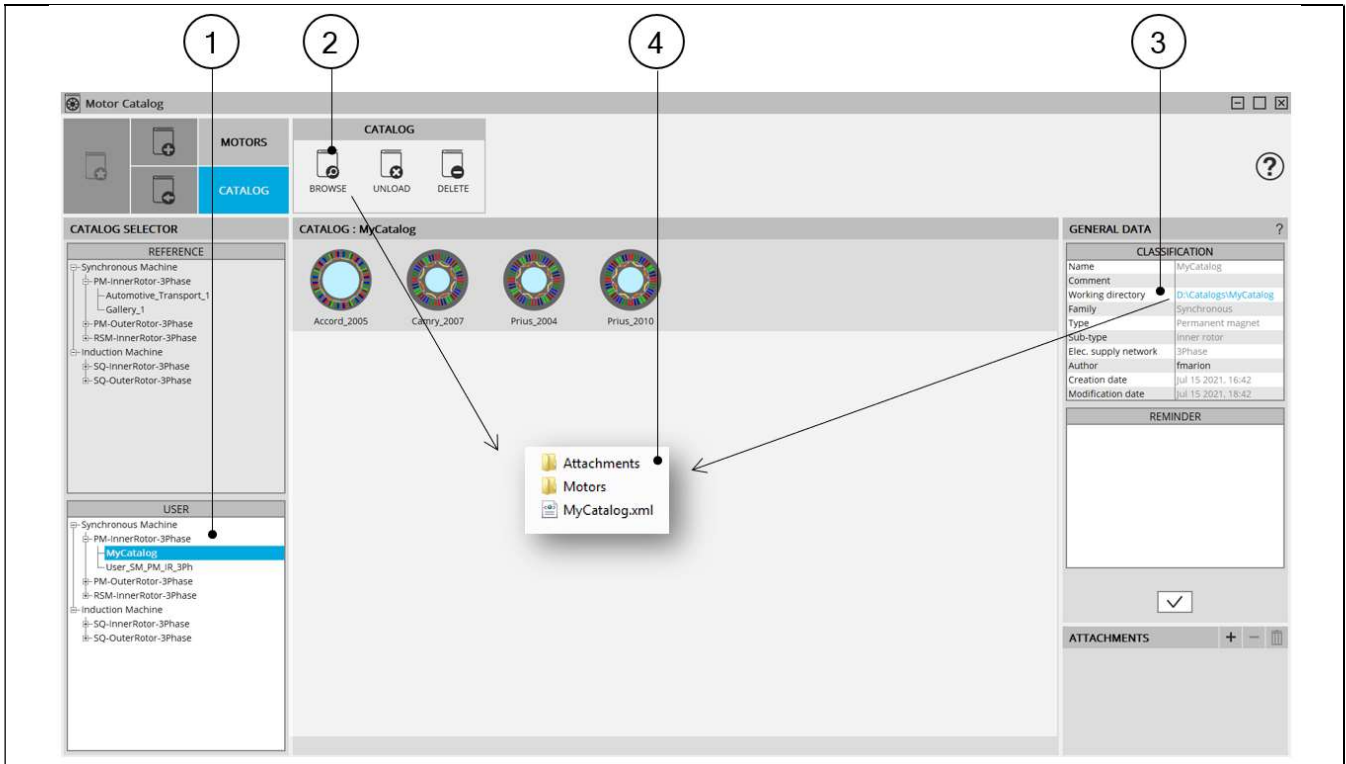 1
2
4
3
Motor Catalog
MOTORS
CATALOG
CATALOG
BROWSE
UNLOAD
DELETE
?
CATALOG SELECTOR
REFERENCE
Synchronous Machine
PM-InnerRotor-3Phase
Automotive_Transport_1
Gallery_1
PM-OuterRotor-3Phase
RSM-InnerRotor-3Phase
Induction Machine
SQ-InnerRotor-3Phase
SQ-OuterRotor-3Phase
USER
Synchronous Machine
PM-InnerRotor-3Phase
MyCatalog
User_SM_PM_IR_3Ph
PM-OuterRotor-3Phase
RSM-InnerRotor-3Phase
Induction Machine
SQ-InnerRotor-3Phase
SQ-OuterRotor-3Phase
CATALOG : MyCatalog
Accord_2005
Camry_2007
Prius_2004
Prius_2010
Attachments
Motors
MyCatalog.xml
GENERAL DATA ?
CLASSIFICATION
Name MyCatalog
Comment
Working directory D:\Catalogs\MyCatalog
Family Synchronous
Type Permanent magnet
Sub-type Inner rotor
Elec. supply network 3Phase
Author fmarion
Creation date Jul 15 2021, 16:42
Modification date Jul 15 2021, 18:42
REMINDER
ATTACHMENTS